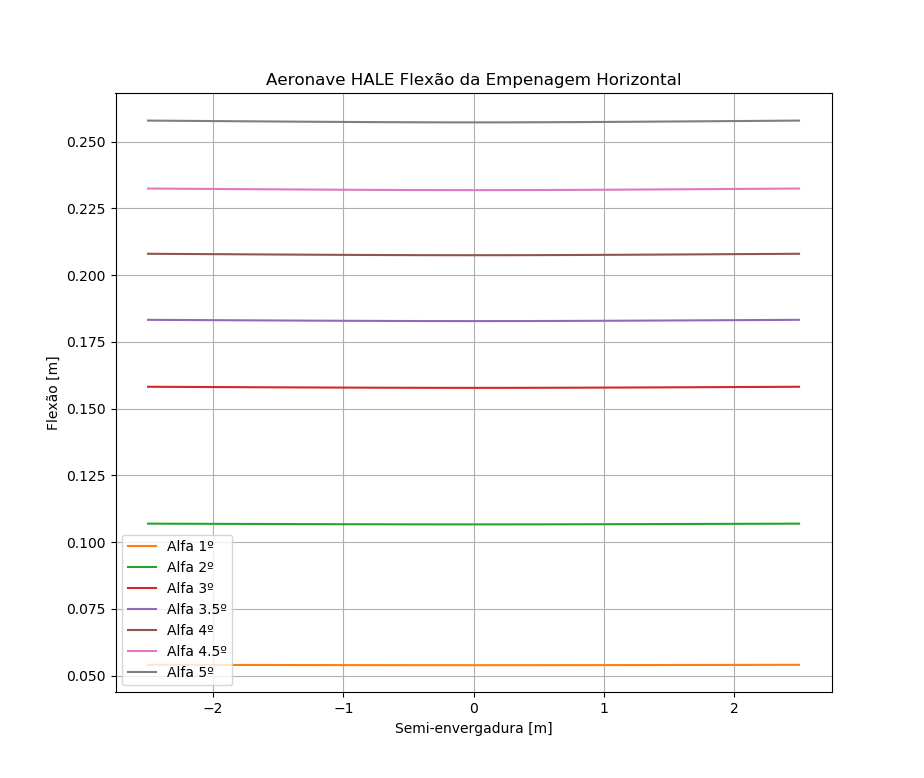 Aeronave HALE Flexão da Empenagem Horizontal
0.250
0.225
0.200
0.175
0.150
0.125
0.100
0.075
0.050
Flexão [m]
Alfa 1º
Alfa 2º
Alfa 3º
Alfa 3.5º
Alfa 4º
Alfa 4.5º
Alfa 5º
−2 −1 0 1 2
Semi-envergadura [m]